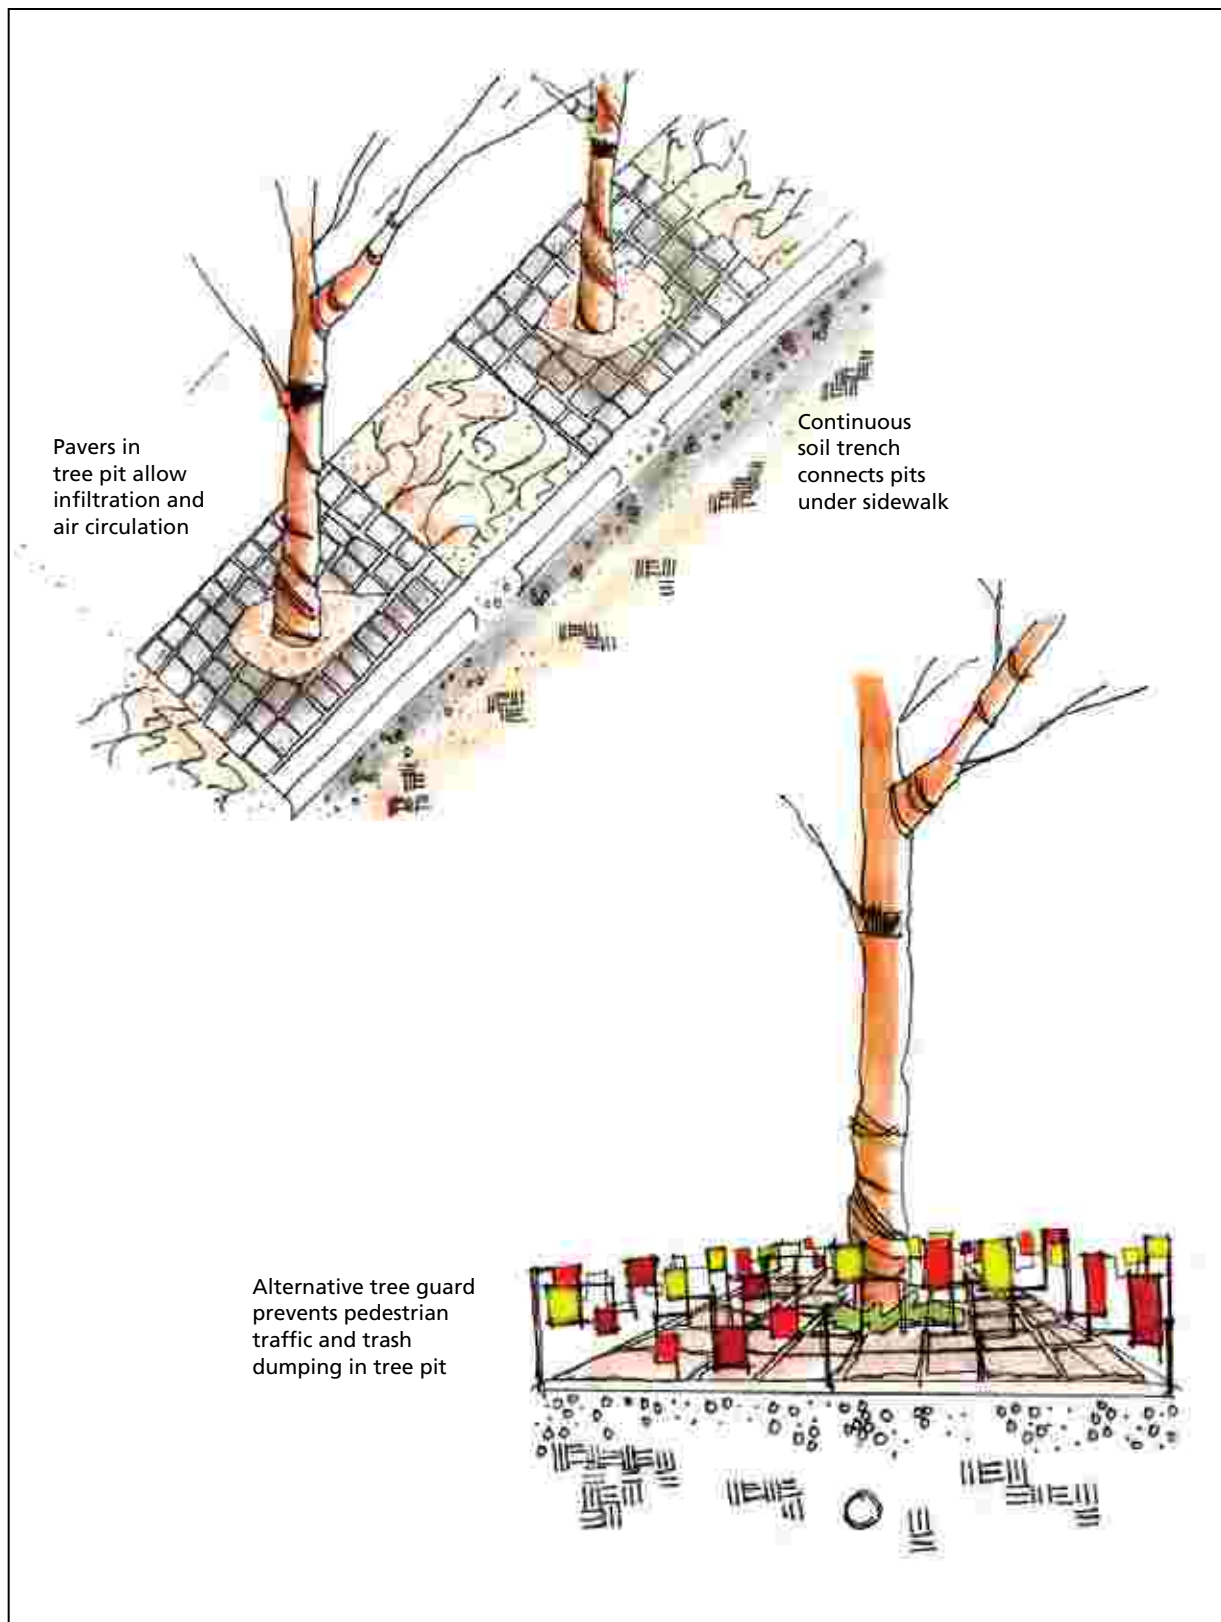 Pavers in
tree pit allow
infiltration and
air circulation
Continuous
soil trench
connects pits
under sidewalk
Alternative tree guard
prevents pedestrian
traffic and trash
dumping in tree pit